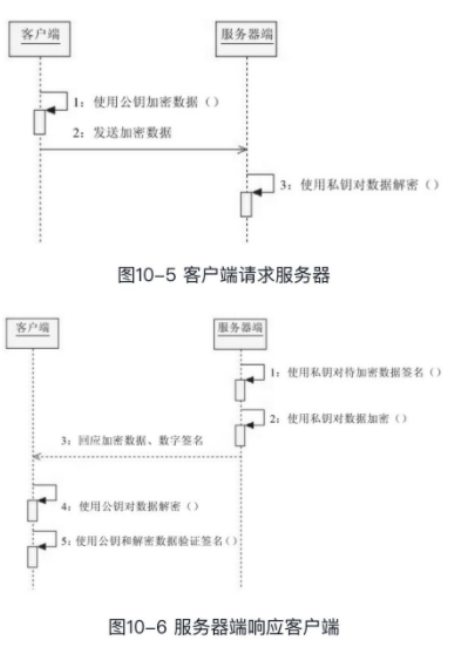 客户端
服务器端
1：使用公钥加密数据（）
2：发送加密数据
3：使用私钥对数据解密（）
图10-5 客户端请求服务器
客户端
服务器端
1：使用私钥对待加密数据签名（）
2：使用私钥对数据加密（）
3：回应加密数据、数字签名
4：使用公钥对数据解密（）
5：使用公钥和解密数据验证签名（）
图10-6 服务器端响应客户端